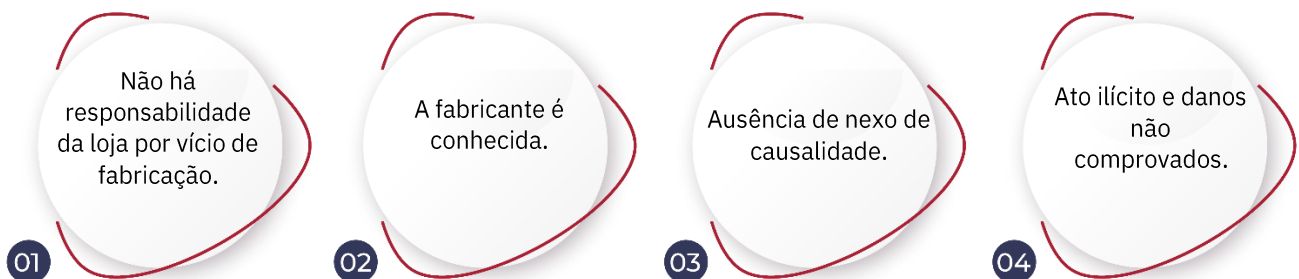 Não há
responsabilidade
da loja por vício de
fabricação.
01
A fabricante é
conhecida.
02
Ausência de nexo de
causalidade.
03
Ato ilícito e danos
não
comprovados.
04